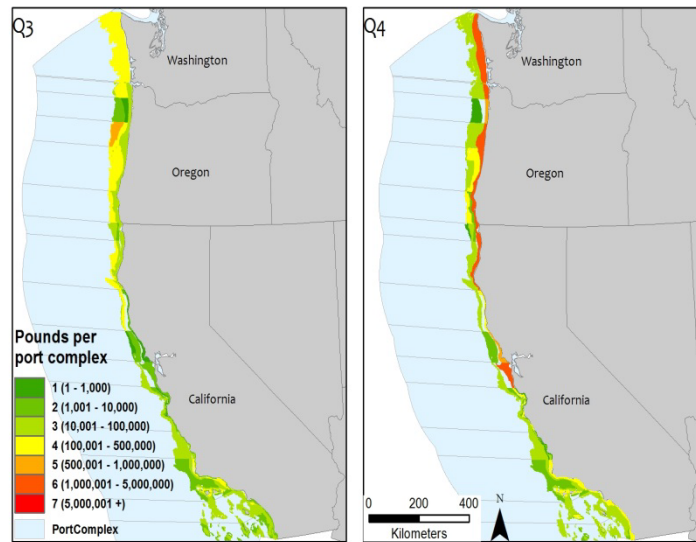 Q3
Washington
Oregon
California
Pounds per
port complex
1 (1 - 1,000)
2 (1,001 - 10,000)
3 (10,001 - 100,000)
4 (100,001 - 500,000)
5 (500,001 - 1,000,000)
6 (1,000,001 - 5,000,000)
7 (5,000,001 +)
PortComplex
Q4
Washington
Oregon
California
0 200 400
Kilometers
N